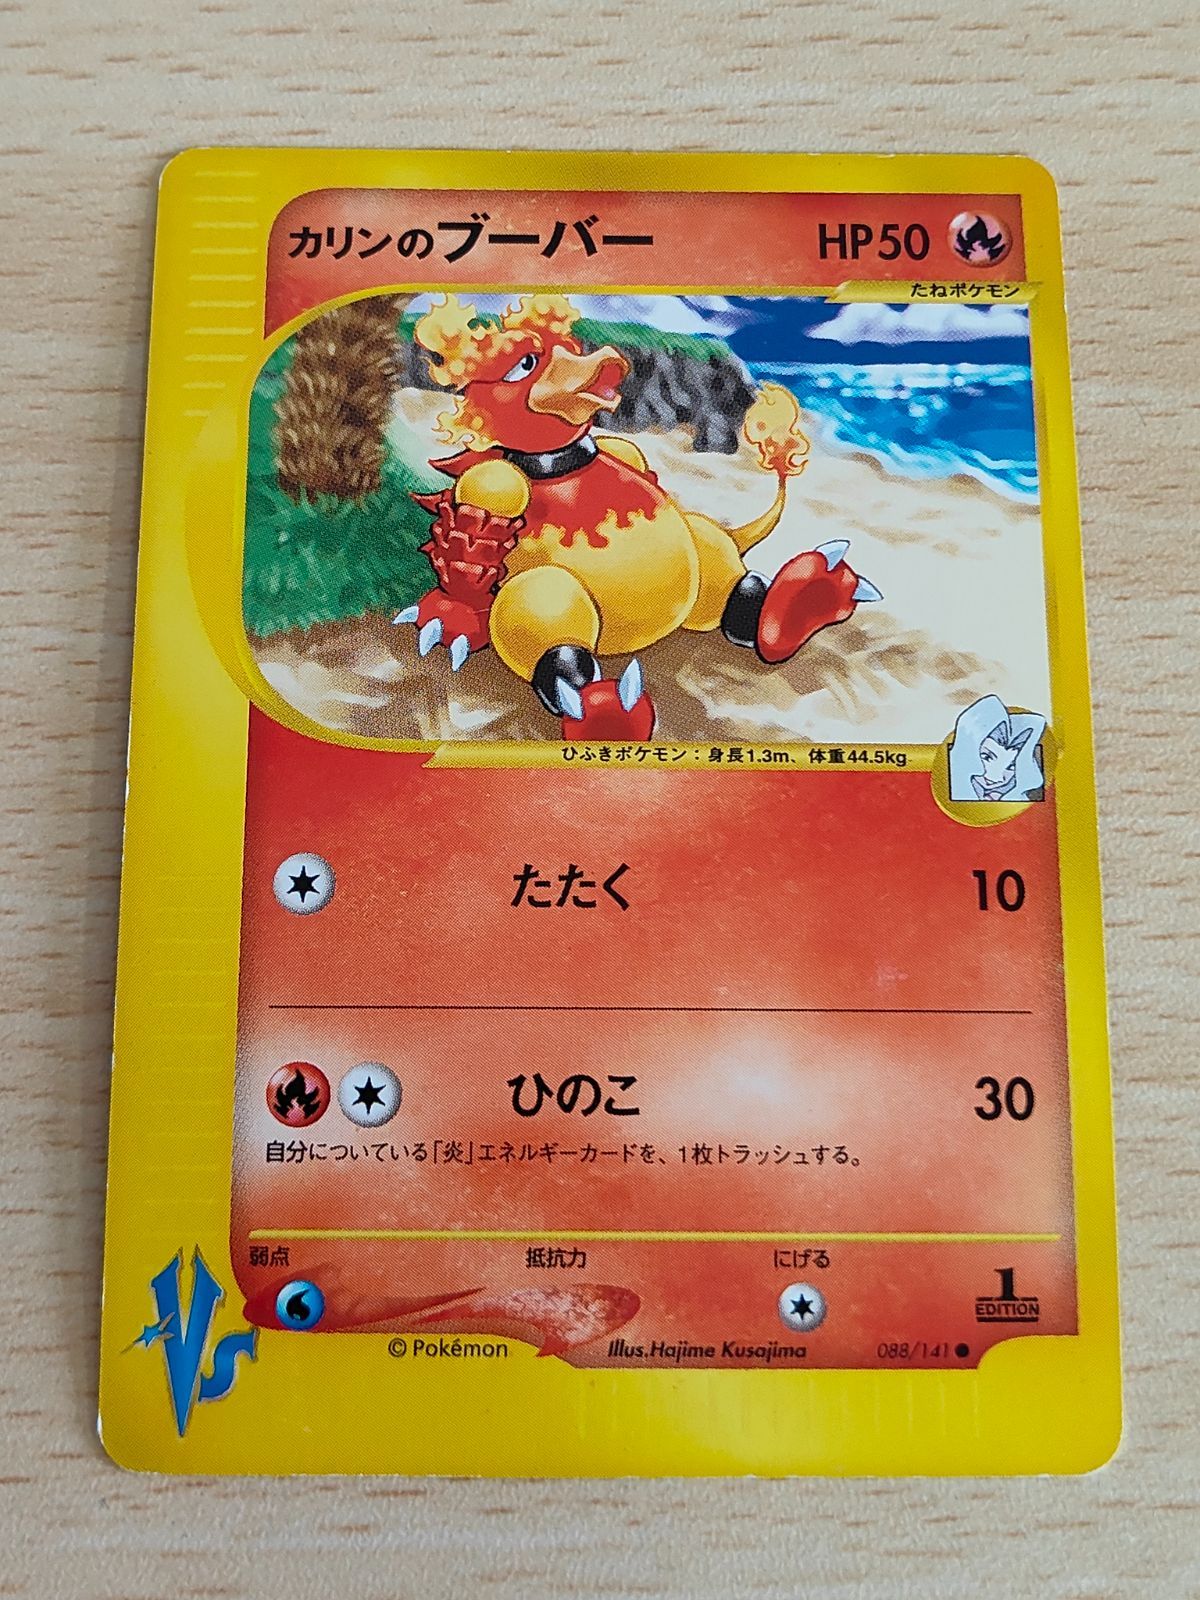 カリンのブーバー HP50
たねポケモン
ひふきポケモン：身長1.3m、体重44.5kg
たたく 10
ひのこ 30
自分についている「炎」エネルギーカードを、1枚トラッシュする。
弱点 抵抗力 にげる
1
EDITION
Vs
© Pokémon Illus.Hajime Kusajima 088/141 ●